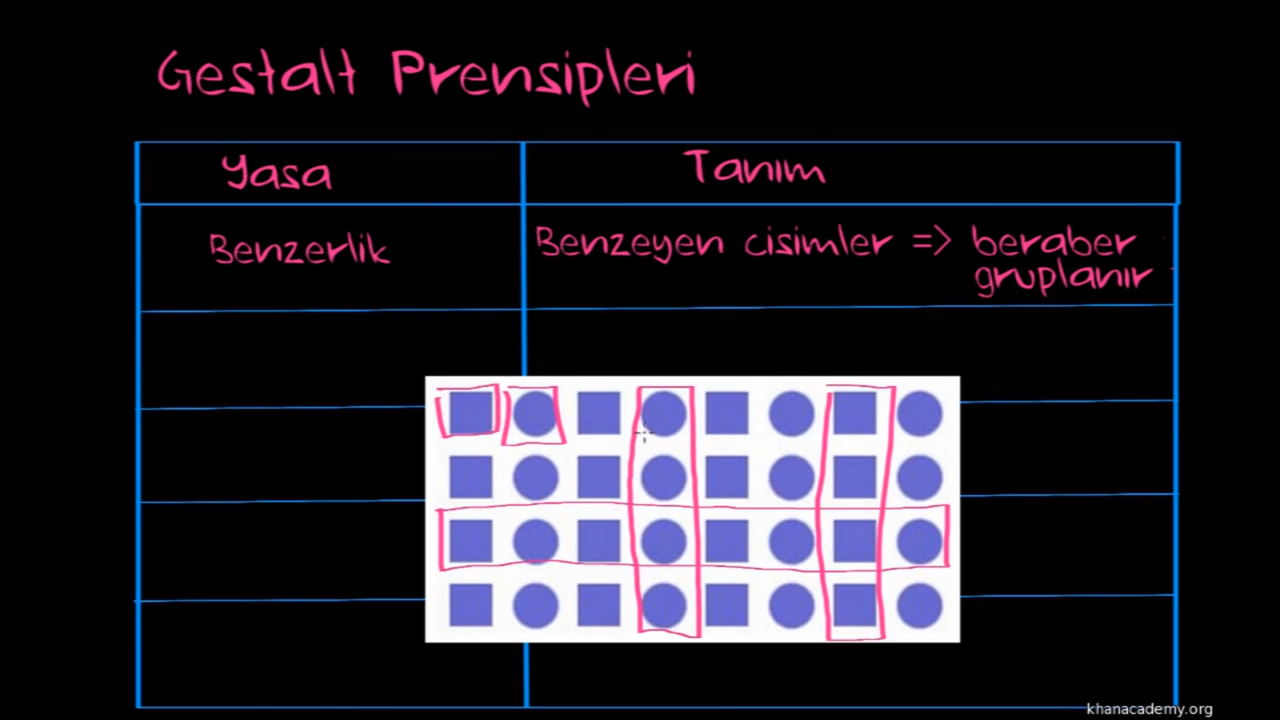 Gestalt Prensipleri
Yasa
Tanım
Benzerlik
Benzeyen cisimler => beraber
gruplanır
khanacademy.org